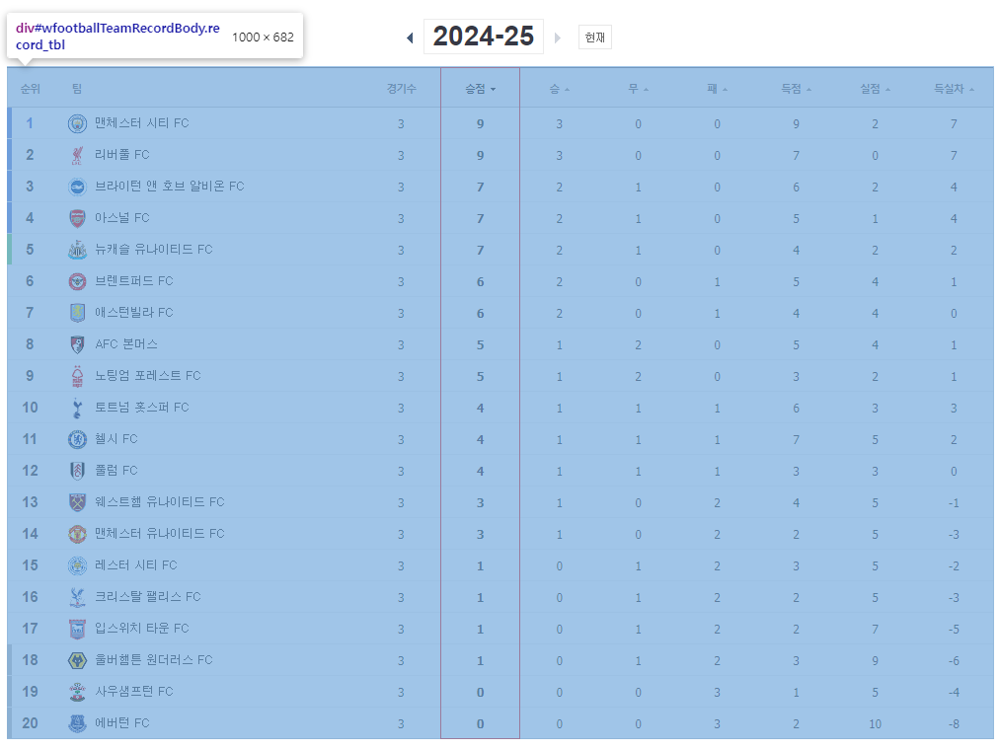 div#wfootballTeamRecordBody.re
cord_tbl
1000 × 682
2024-25
현재
순위 팀 경기수 승점 승 무 패 득점 실점 득실차
1 맨체스터 시티 FC 3 9 3 0 0 9 2 7
2 리버풀 FC 3 9 3 0 0 7 0 7
3 브라이턴 앤 호브 알비온 FC 3 7 2 1 0 6 2 4
4 아스널 FC 3 7 2 1 0 5 1 4
5 뉴캐슬 유나이티드 FC 3 7 2 1 0 4 2 2
6 브렌트퍼드 FC 3 6 2 0 1 5 4 1
7 애스턴빌라 FC 3 6 2 0 1 4 4 0
8 AFC 본머스 3 5 1 2 0 5 4 1
9 노팅엄 포레스트 FC 3 5 1 2 0 3 2 1
10 토트넘 홋스퍼 FC 3 4 1 1 1 6 3 3
11 첼시 FC 3 4 1 1 1 7 5 2
12 풀럼 FC 3 4 1 1 1 3 3 0
13 웨스트햄 유나이티드 FC 3 3 1 0 2 4 5 -1
14 맨체스터 유나이티드 FC 3 3 1 0 2 2 5 -3
15 레스터 시티 FC 3 1 0 1 2 3 5 -2
16 크리스탈 팰리스 FC 3 1 0 1 2 2 5 -3
17 입스위치 타운 FC 3 1 0 1 2 2 7 -5
18 울버햄튼 원더러스 FC 3 1 0 1 2 3 9 -6
19 사우샘프턴 FC 3 0 0 0 3 1 5 -4
20 에버턴 FC 3 0 0 0 3 2 10 -8